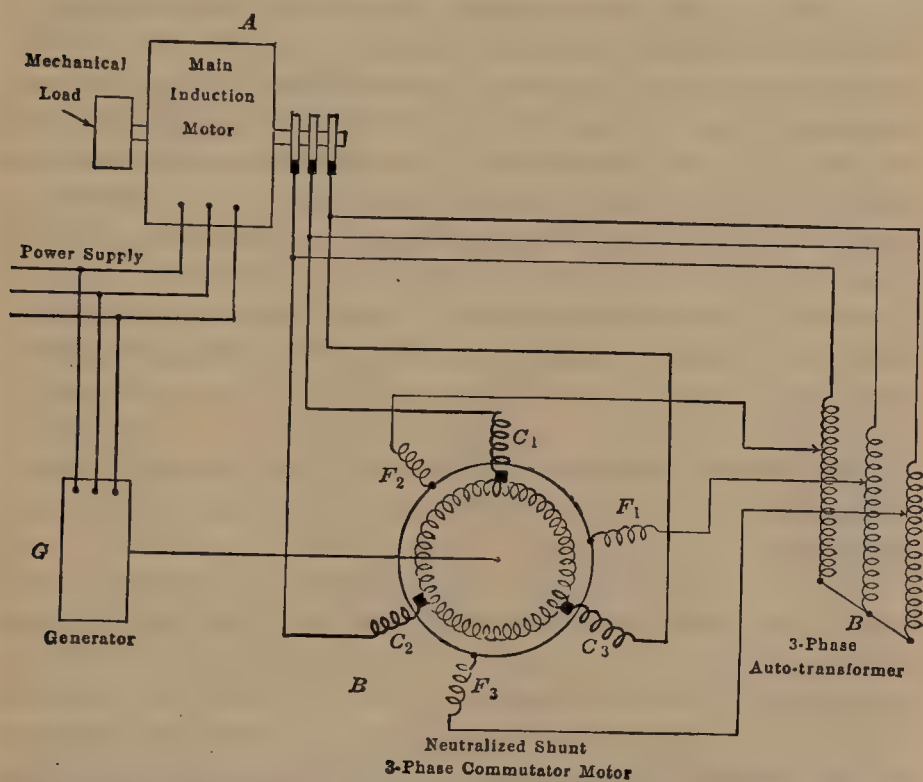 A
Mechanical
Load
Main
Induction
Motor
Power Supply
C1
F2
F1
G
Generator
C2
C3
B
F3
B
3-Phase
Auto-transformer
Neutralized Shunt
3-Phase Commutator Motor